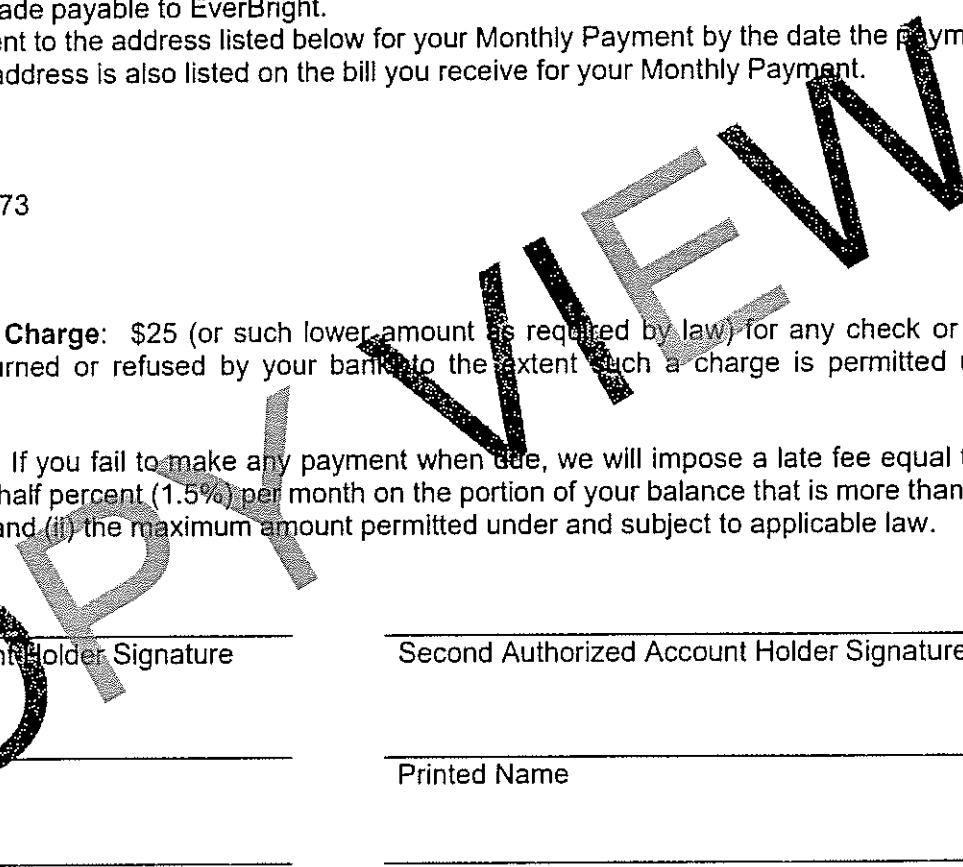 ade payable to EverBright.
ent to the address listed below for your Monthly Payment by the date the paym
address is also listed on the bill you receive for your Monthly Payment.
73
Charge: $25 (or such lower amount as required by law) for any check or
urned or refused by your bank to the extent such a charge is permitted u
If you fail to make any payment when due, we will impose a late fee equal t
half percent (1.5%) per month on the portion of your balance that is more than
and (ii) the maximum amount permitted under and subject to applicable law.
nt Holder Signature
Second Authorized Account Holder Signature
Printed Name
OPY VIEW